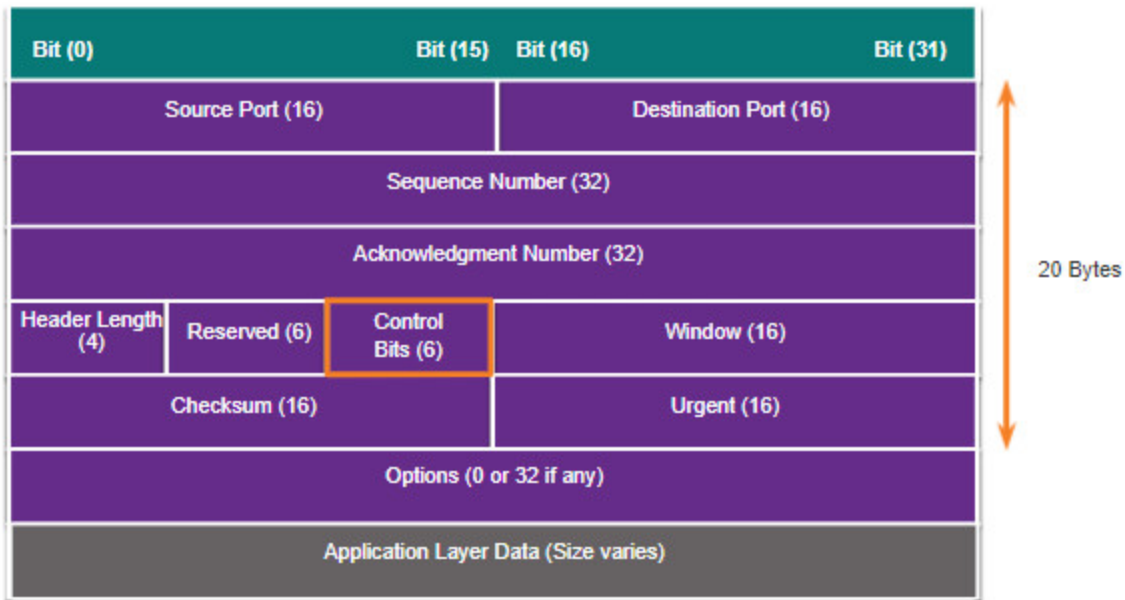 Bit (0) Bit (15) Bit (16) Bit (31)
Source Port (16) Destination Port (16)
Sequence Number (32)
Acknowledgment Number (32)
20 Bytes
Header Length
(4)
Reserved (6)
Control
Bits (6)
Window (16)
Checksum (16) Urgent (16)
Options (0 or 32 if any)
Application Layer Data (Size varies)